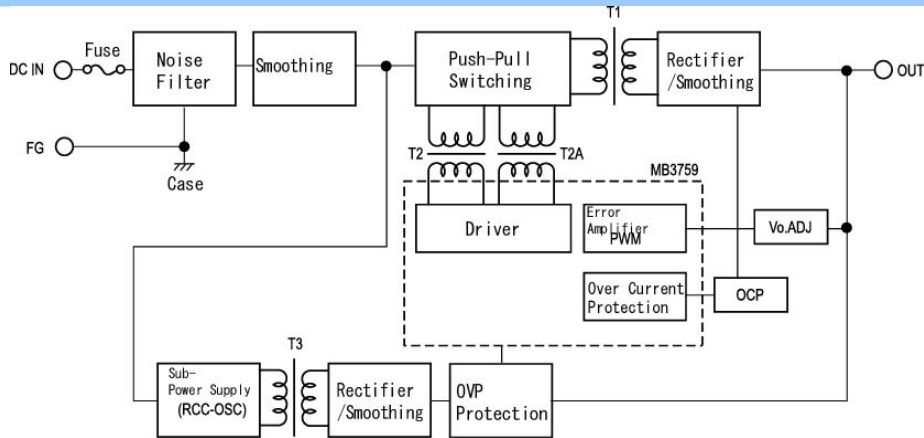 T1
Fuse
DC IN
Noise
Filter
Smoothing
Push-Pull
Switching
Rectifier
/Smoothing
OUT
FG
Case
T2
T2A
MB3759
Driver
Error
Amplifier
PWM
Vo.ADJ
Over Current
Protection
OCP
T3
Sub-
Power Supply
(RCC-OSC)
Rectifier
/Smoothing
OVP
Protection